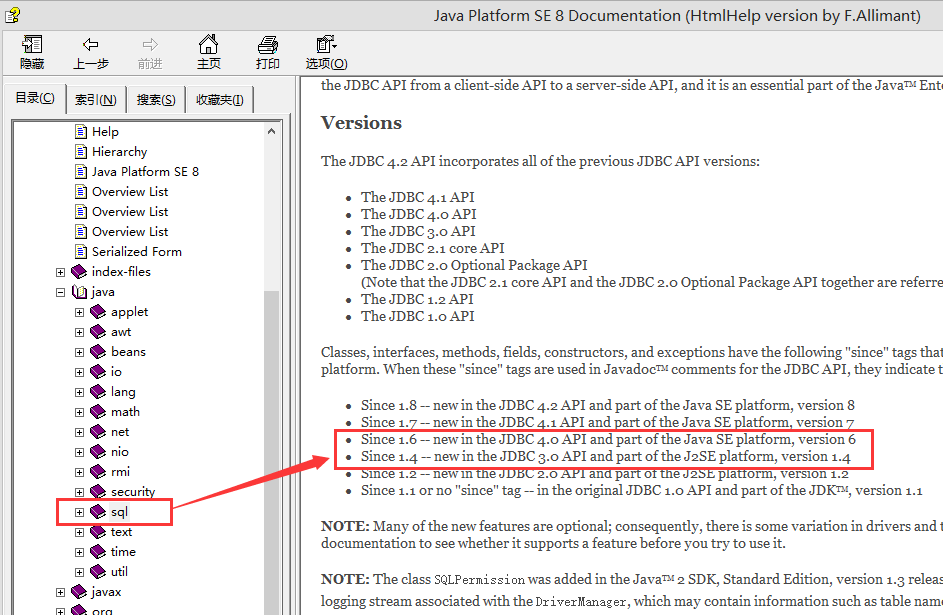 Java Platform SE 8 Documentation (HtmlHelp version by F.Allimant)
隐藏 上一步 前进 主页 打印 选项(O)
目录(C) 索引(N) 搜索(S) 收藏夹(I)
Help
Hierarchy
Java Platform SE 8
Overview List
Overview List
Overview List
Serialized Form
index-files
java
applet
awt
beans
io
lang
math
net
nio
rmi
security
sql
text
time
util
javax
org
the JDBC API from a client-side API to a server-side API, and it is an essential part of the Java™ Ente
Versions
The JDBC 4.2 API incorporates all of the previous JDBC API versions:
• The JDBC 4.1 API
• The JDBC 4.0 API
• The JDBC 3.0 API
• The JDBC 2.1 core API
• The JDBC 2.0 Optional Package API
(Note that the JDBC 2.1 core API and the JDBC 2.0 Optional Package API together are referre
• The JDBC 1.2 API
• The JDBC 1.0 API
Classes, interfaces, methods, fields, constructors, and exceptions have the following "since" tags that
platform. When these "since" tags are used in Javadoc™ comments for the JDBC API, they indicate t
• Since 1.8 -- new in the JDBC 4.2 API and part of the Java SE platform, version 8
• Since 1.7 -- new in the JDBC 4.1 API and part of the Java SE platform, version 7
• Since 1.6 -- new in the JDBC 4.0 API and part of the Java SE platform, version 6
• Since 1.4 -- new in the JDBC 3.0 API and part of the J2SE platform, version 1.4
• Since 1.2 -- new in the JDBC 2.0 API and part of the J2SE platform, version 1.2
• Since 1.1 or no "since" tag -- in the original JDBC 1.0 API and part of the JDK™, version 1.1
NOTE: Many of the new features are optional; consequently, there is some variation in drivers and t
documentation to see whether it supports a feature before you try to use it.
NOTE: The class SQLPermission was added in the Java™ 2 SDK, Standard Edition, version 1.3 releas
logging stream associated with the DriverManager, which may contain information such as table name